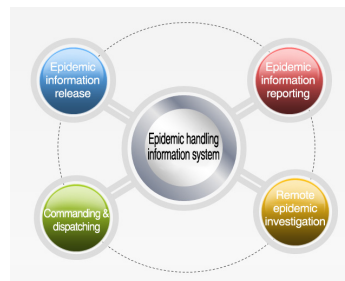 Epidemic
information
release
Epidemic
information
reporting
Epidemic handling
information system
Commanding &
dispatching
Remote
epidemic
investigation